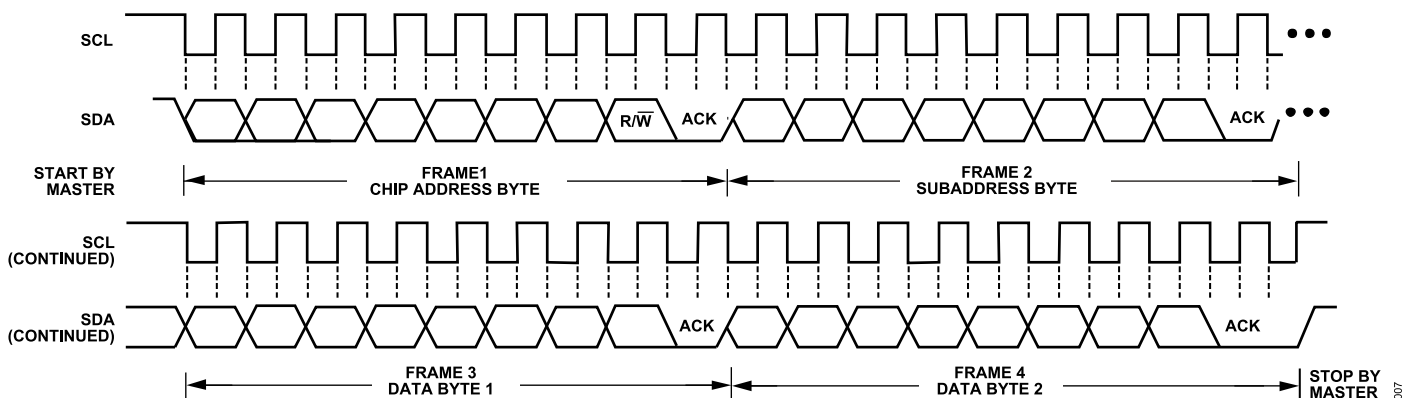 SCL
SDA
R/W̅
ACK
ACK
START BY
MASTER
FRAME1
CHIP ADDRESS BYTE
FRAME 2
SUBADDRESS BYTE
SCL
(CONTINUED)
SDA
(CONTINUED)
ACK
ACK
FRAME 3
DATA BYTE 1
FRAME 4
DATA BYTE 2
STOP BY
MASTER
007